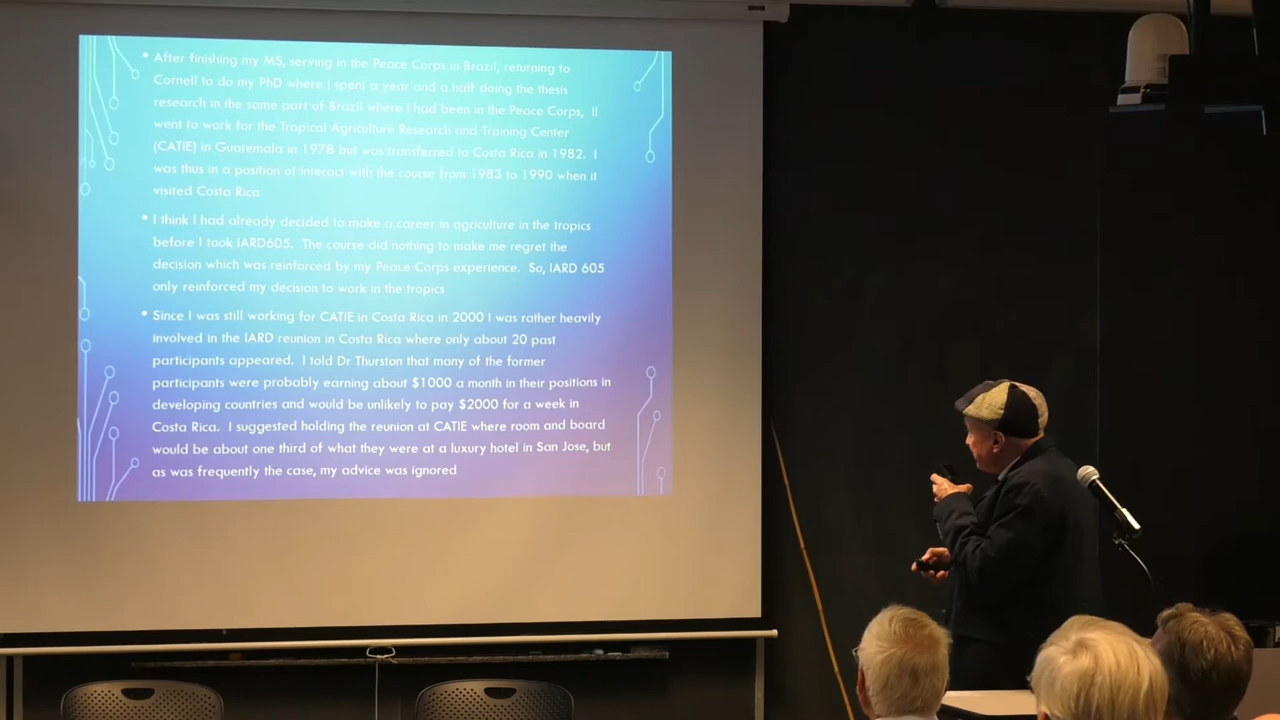 • After finishing my MS, serving in the Peace Corps in Brazil, returning to
Cornell to do my PhD where I spent a year and a half doing the thesis
research in the same part of Brazil where I had been in the Peace Corps, II
went to work for the Tropical Agriculture Research and Training Center
(CATIE) in Guatemala in 1978 but was transferred to Costa Rica in 1982. I
was thus in a position ot interact with the course from 1983 to 1990 when it
visited Costa Rica
• I think I had already decided to make a career in agriculture in the tropics
before I took IARD605. The course did nothing to make me regret the
decision which was reinforced by my Peace Corps experience. So, IARD 605
only reinforced my decision to work in the tropics
• Since I was still working for CATIE in Costa Rica in 2000 I was rather heavily
involved in the IARD reunion in Costa Rica where only about 20 past
participants appeared. I told Dr Thurston that many of the former
participants were probably earning about $1000 a month in their positions in
developing countries and would be unlikely to pay $2000 for a week in
Costa Rica. I suggested holding the reunion at CATIE where room and board
would be about one third of what they were at a luxury hotel in San Jose, but
as was frequently the case, my advice was ignored